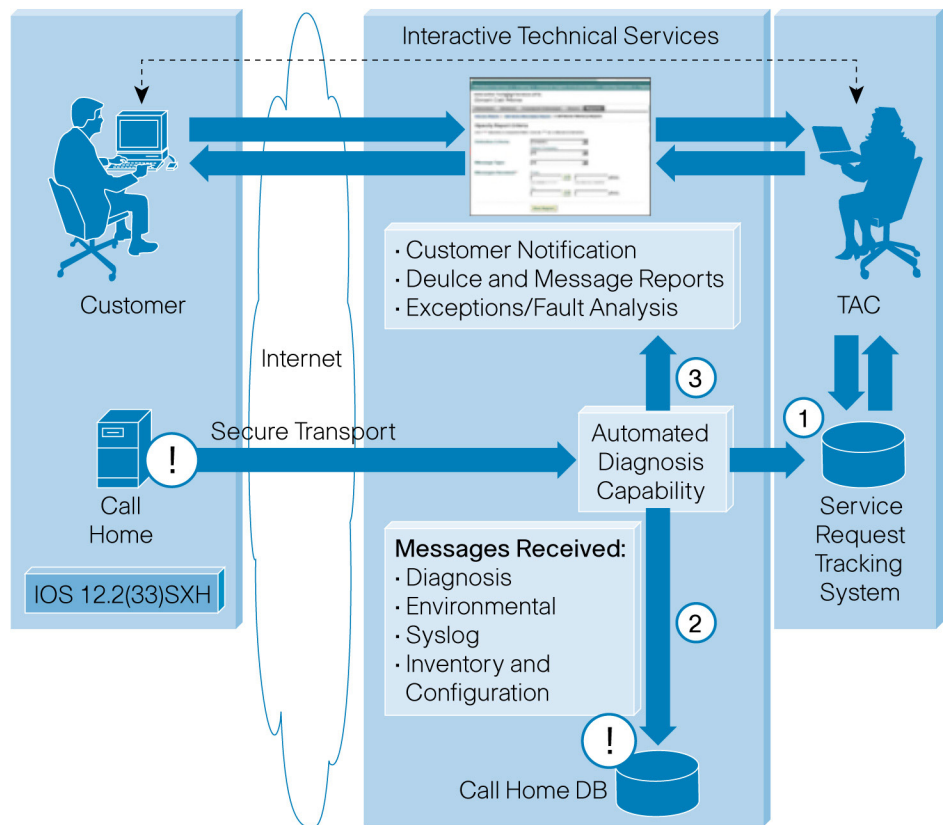 Interactive Technical Services
Customer
TAC
· Customer Notification
· Deulce and Message Reports
· Exceptions/Fault Analysis
Internet
3
1
Secure Transport
!
Call
Home
IOS 12.2(33)SXH
Automated
Diagnosis
Capability
Service
Request
Tracking
System
Messages Received:
· Diagnosis
· Environmental
· Syslog
· Inventory and
Configuration
2
!
Call Home DB